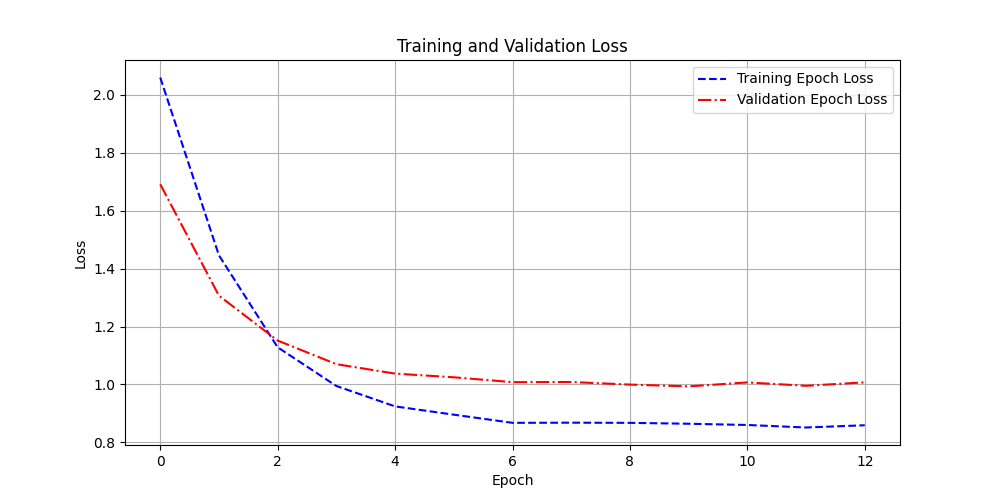 Training and Validation Loss
Training Epoch Loss
Validation Epoch Loss
Loss
2.0
1.8
1.6
1.4
1.2
1.0
0.8
0 2 4 6 8 10 12
Epoch